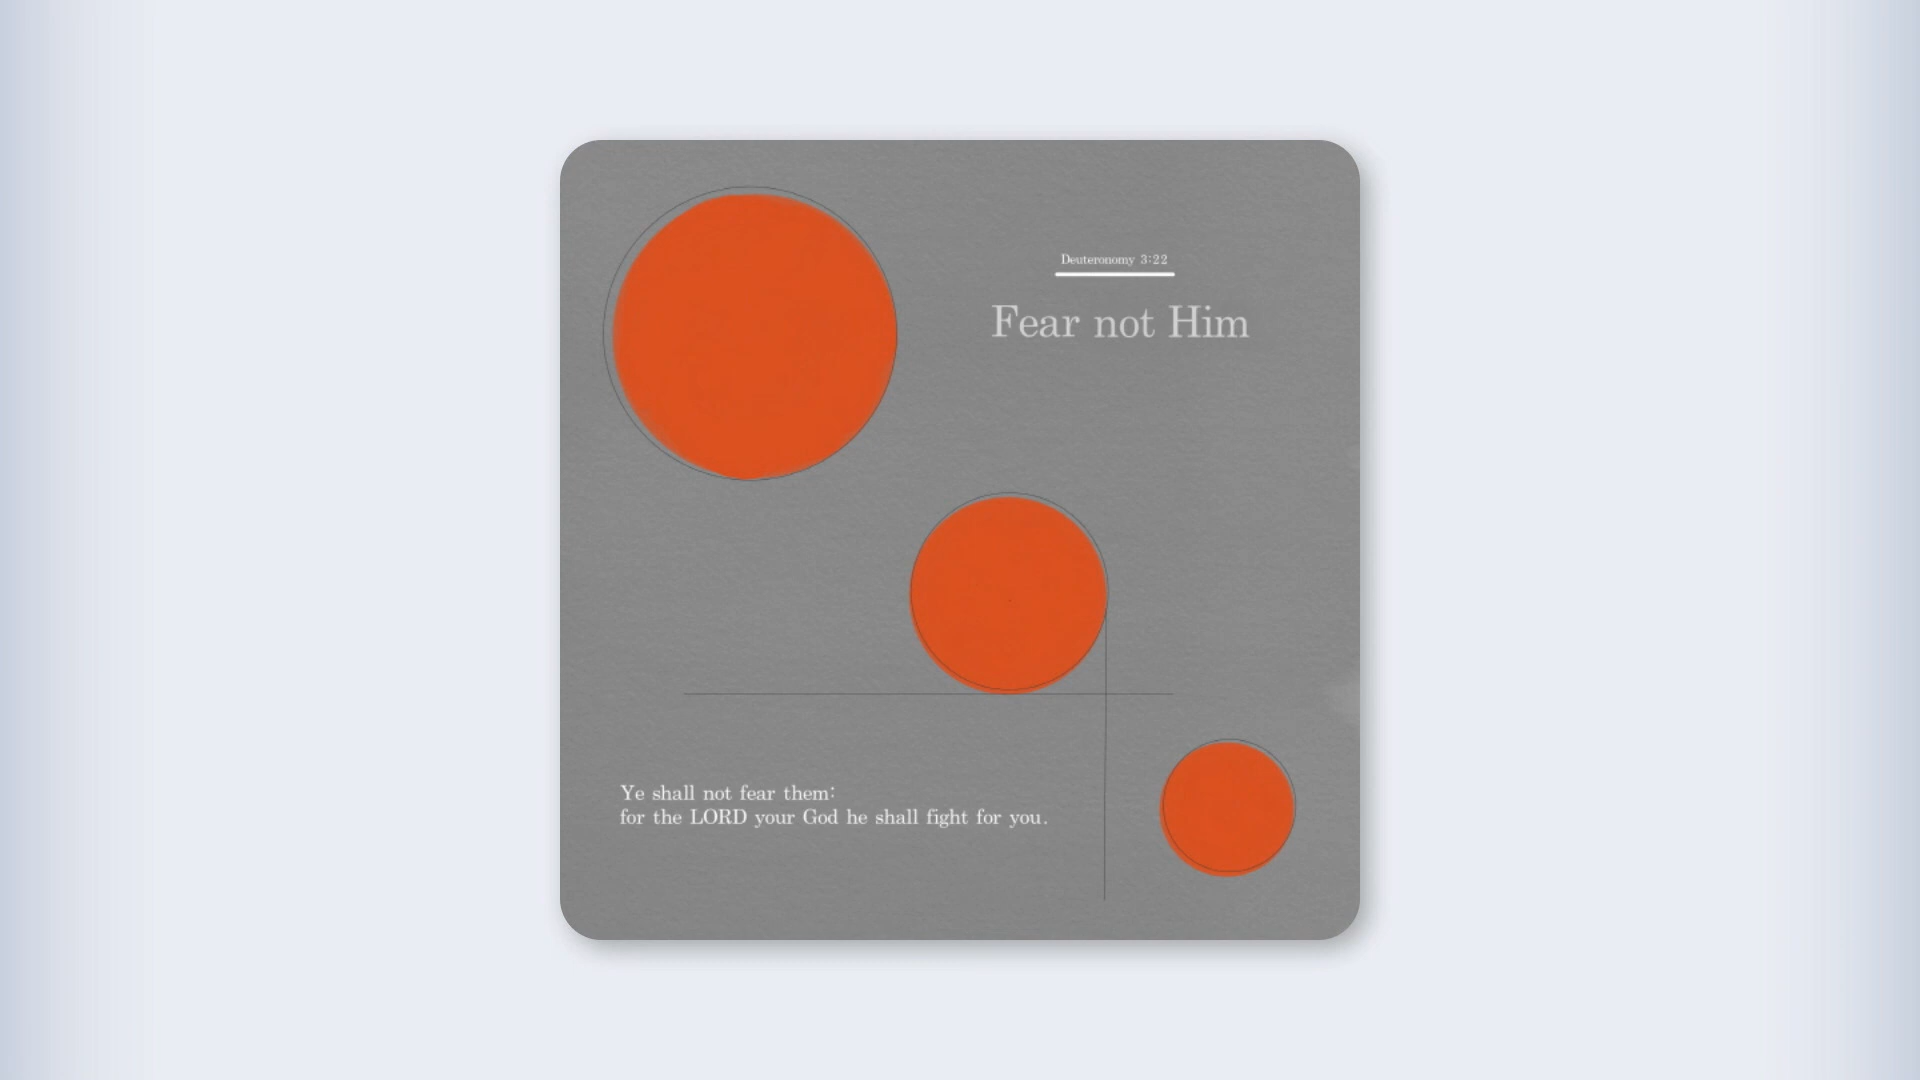 Deuteronomy 3:22
Fear not Him
Ye shall not fear them:
for the LORD your God he shall fight for you.